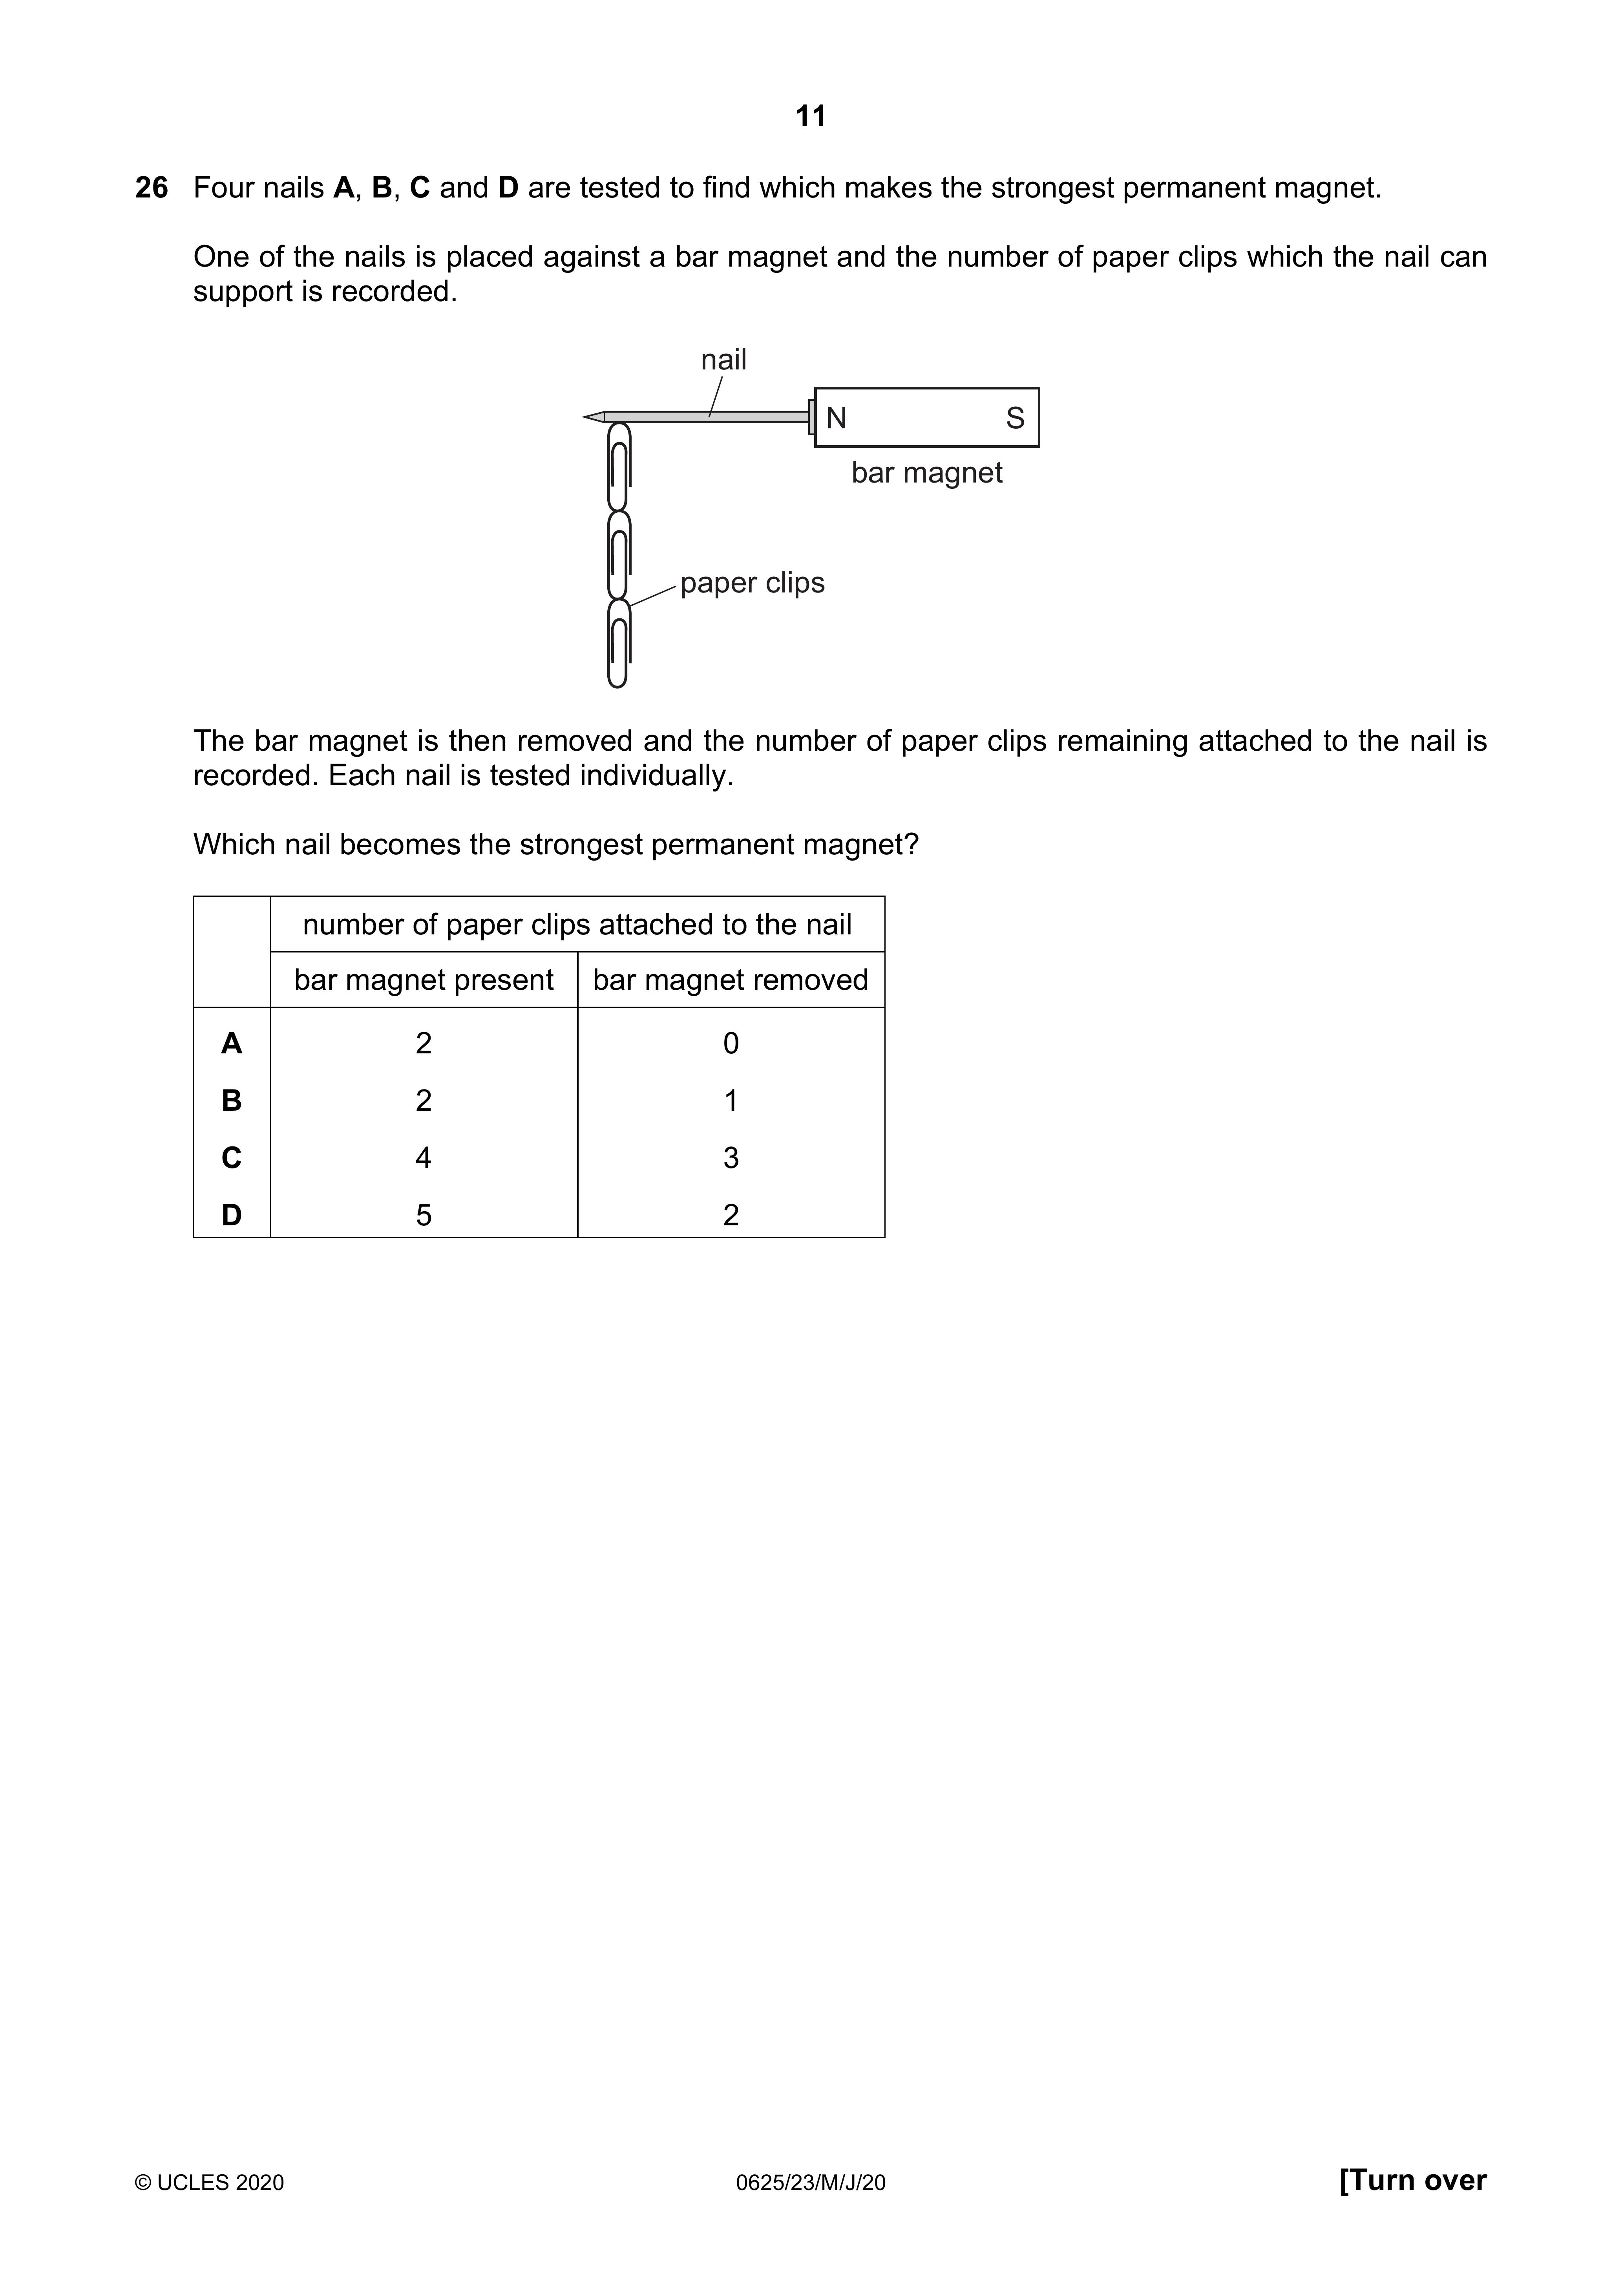 11
26 Four nails A, B, C and D are tested to find which makes the strongest permanent magnet.
One of the nails is placed against a bar magnet and the number of paper clips which the nail can
support is recorded.
nail
N S
bar magnet
paper clips
The bar magnet is then removed and the number of paper clips remaining attached to the nail is
recorded. Each nail is tested individually.
Which nail becomes the strongest permanent magnet?
number of paper clips attached to the nail
bar magnet present bar magnet removed
A 2 0
B 2 1
C 4 3
D 5 2
© UCLES 2020 0625/23/M/J/20 [Turn over